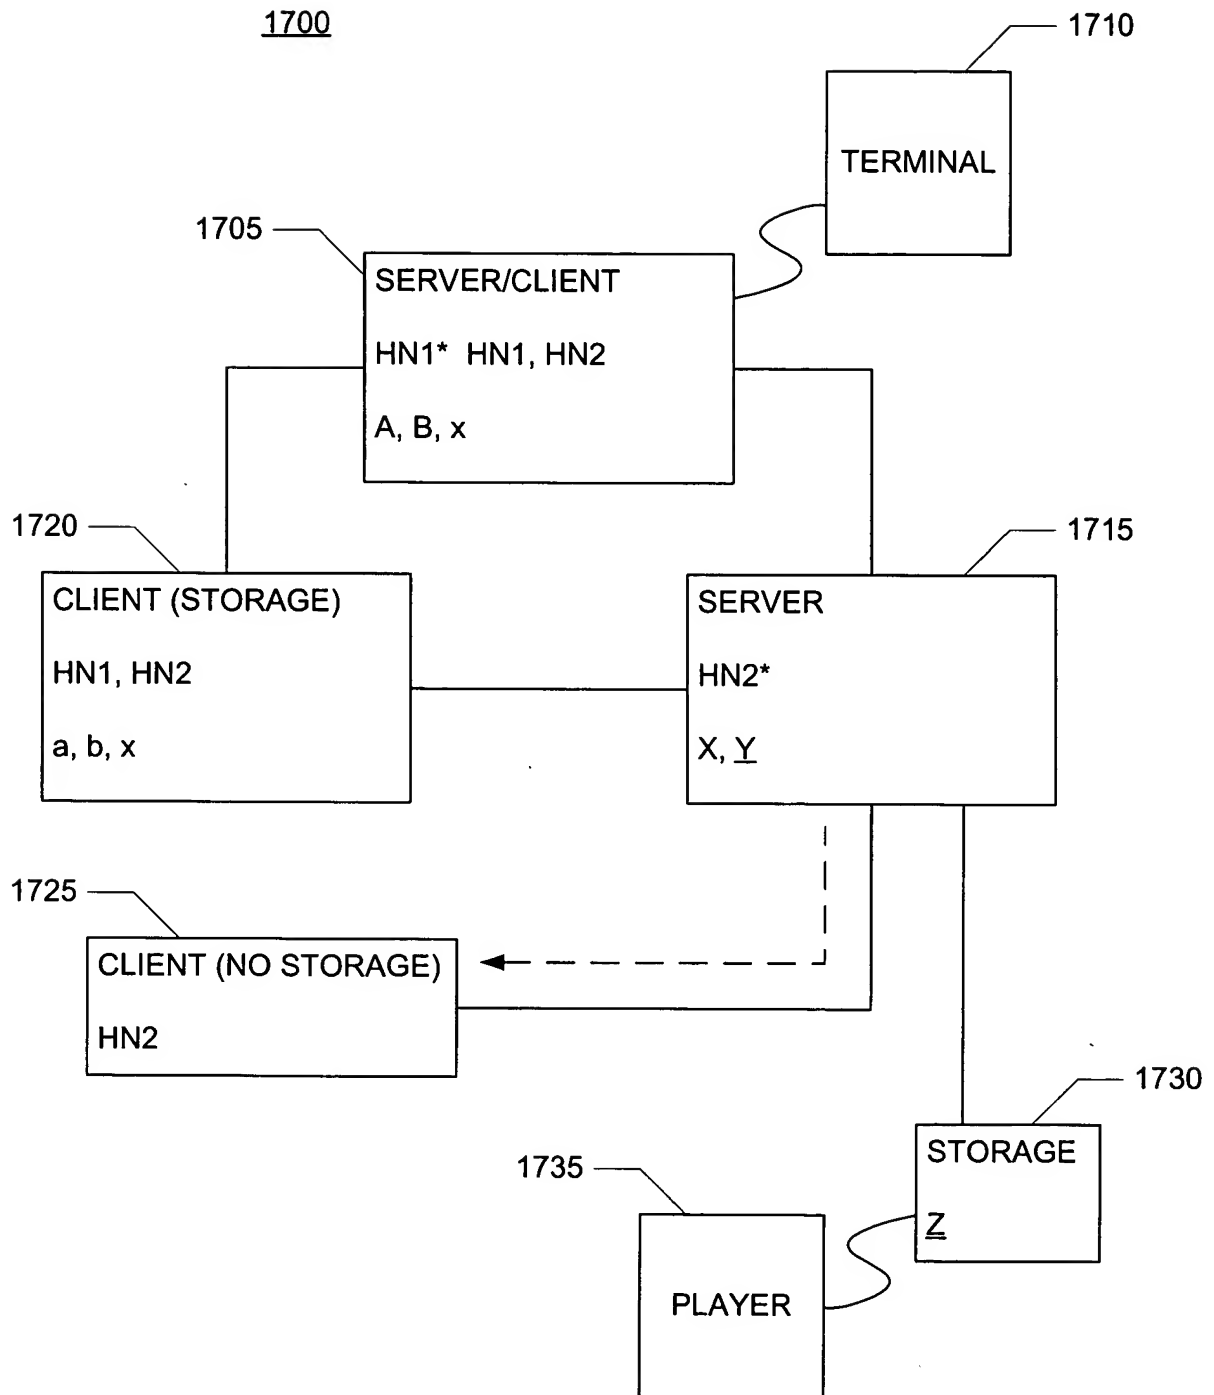 1700
1710
TERMINAL
1705
SERVER/CLIENT
HN1* HN1, HN2
A, B, x
1720
CLIENT (STORAGE)
HN1, HN2
a, b, x
1715
SERVER
HN2*
X, Y
1725
CLIENT (NO STORAGE)
HN2
1730
STORAGE
Z
1735
PLAYER